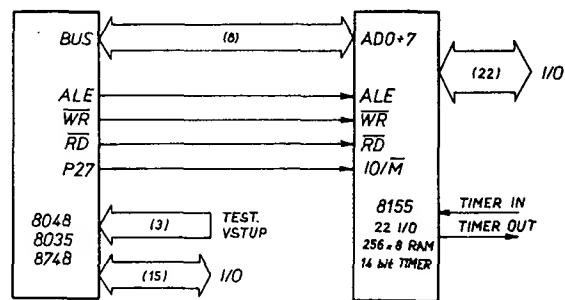 BUS
(8)
AD0÷7
(22)
I/O
ALE
ALE
WR
WR
RD
RD
P27
IO/M
8048
8035
8748
(3)
TEST.
VSTUP
(15)
I/O
8155
22 I/O
256 x 8 RAM
14 bit TIMER
TIMER IN
TIMER OUT